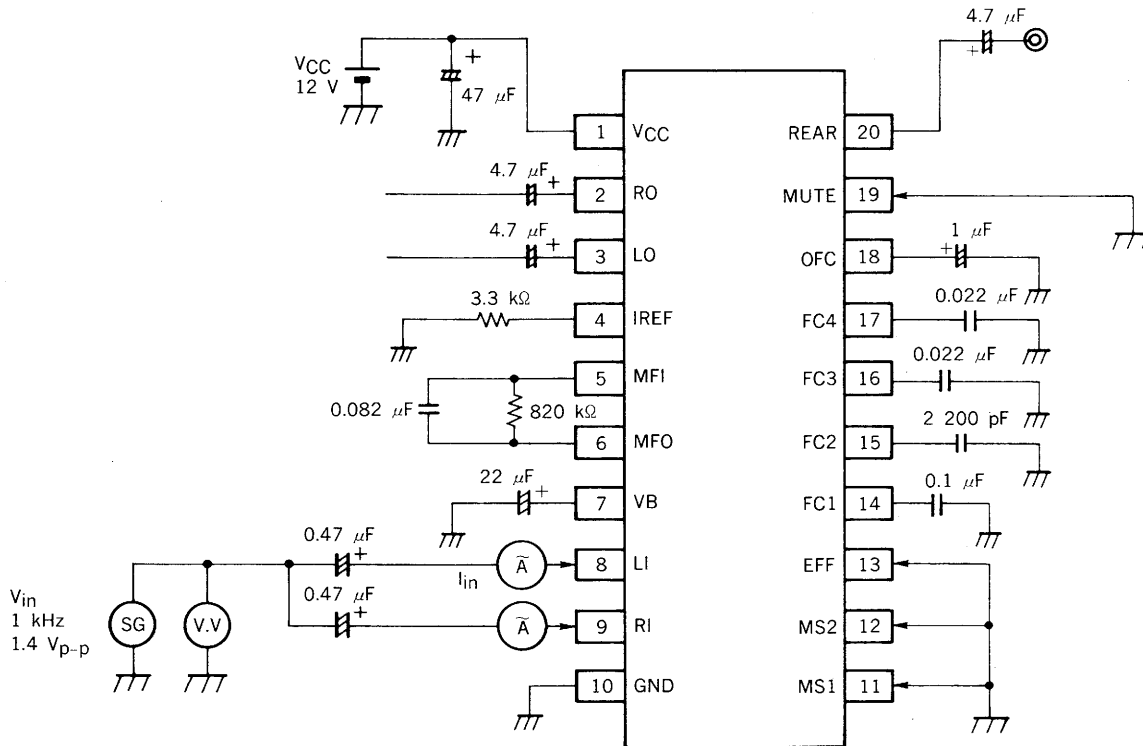 4.7 μF
+
VCC
12 V
+
47 μF
1 VCC
REAR 20
4.7 μF
+
2 RO
MUTE 19
4.7 μF
+
3 LO
1 μF
+
OFC 18
3.3 kΩ
4 IREF
0.022 μF
FC4 17
5 MFI
0.022 μF
FC3 16
0.082 μF
820 kΩ
6 MFO
2 200 pF
FC2 15
22 μF
+
7 VB
0.1 μF
FC1 14
0.47 μF
+
Iin
Ã
8 LI
EFF 13
0.47 μF
+
Ã
9 RI
MS2 12
Vin
1 kHz
1.4 Vp-p
SG
V.V
10 GND
MS1 11